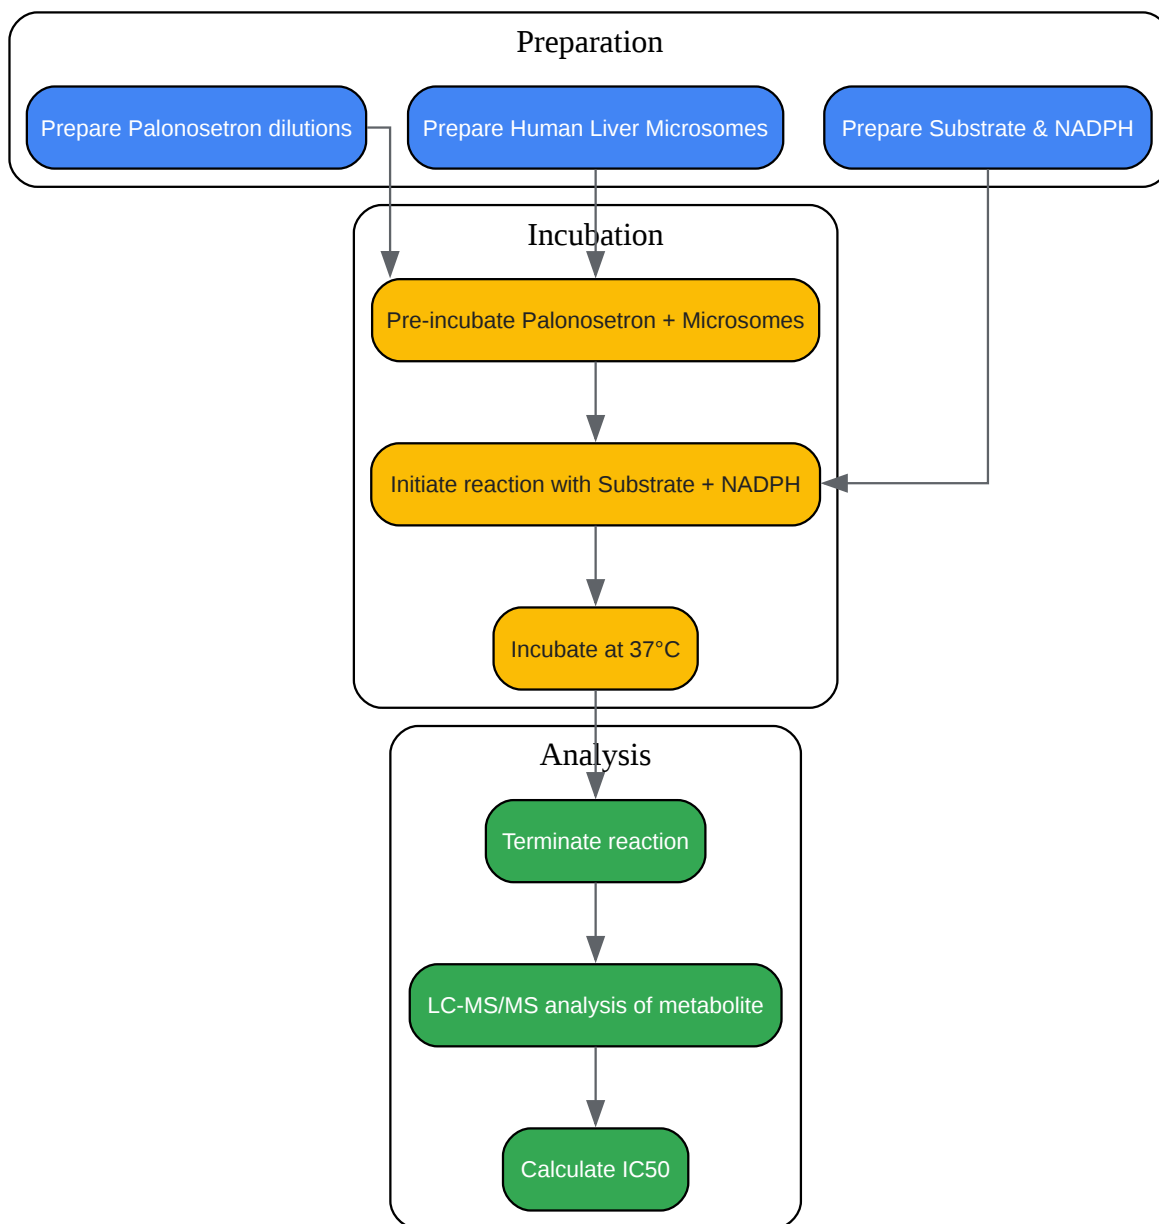 Preparation
Prepare Palonosetron dilutions
Prepare Human Liver Microsomes
Prepare Substrate & NADPH
Incubation
Pre-incubate Palonosetron + Microsomes
Initiate reaction with Substrate + NADPH
Incubate at 37°C
Analysis
Terminate reaction
LC-MS/MS analysis of metabolite
Calculate IC50